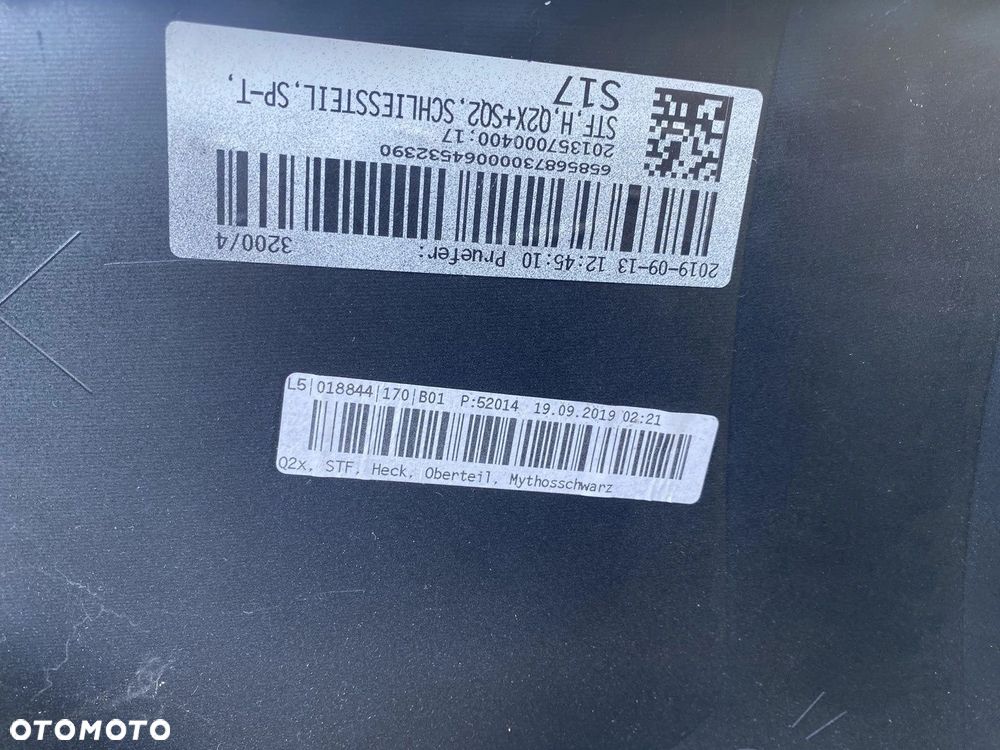 2019-09-13 12:45:10 Pruefer: 3200/4
658568730000064532390
201357000400:17
STF,H,Q2X+SQ2,SCHLIESSTEIL,SP-T,
S17
L5|018844|170|B01 P:52014 19.09.2019 02:21
Q2x, STF, Heck, Oberteil, Mythosschwarz
OTOMOTO